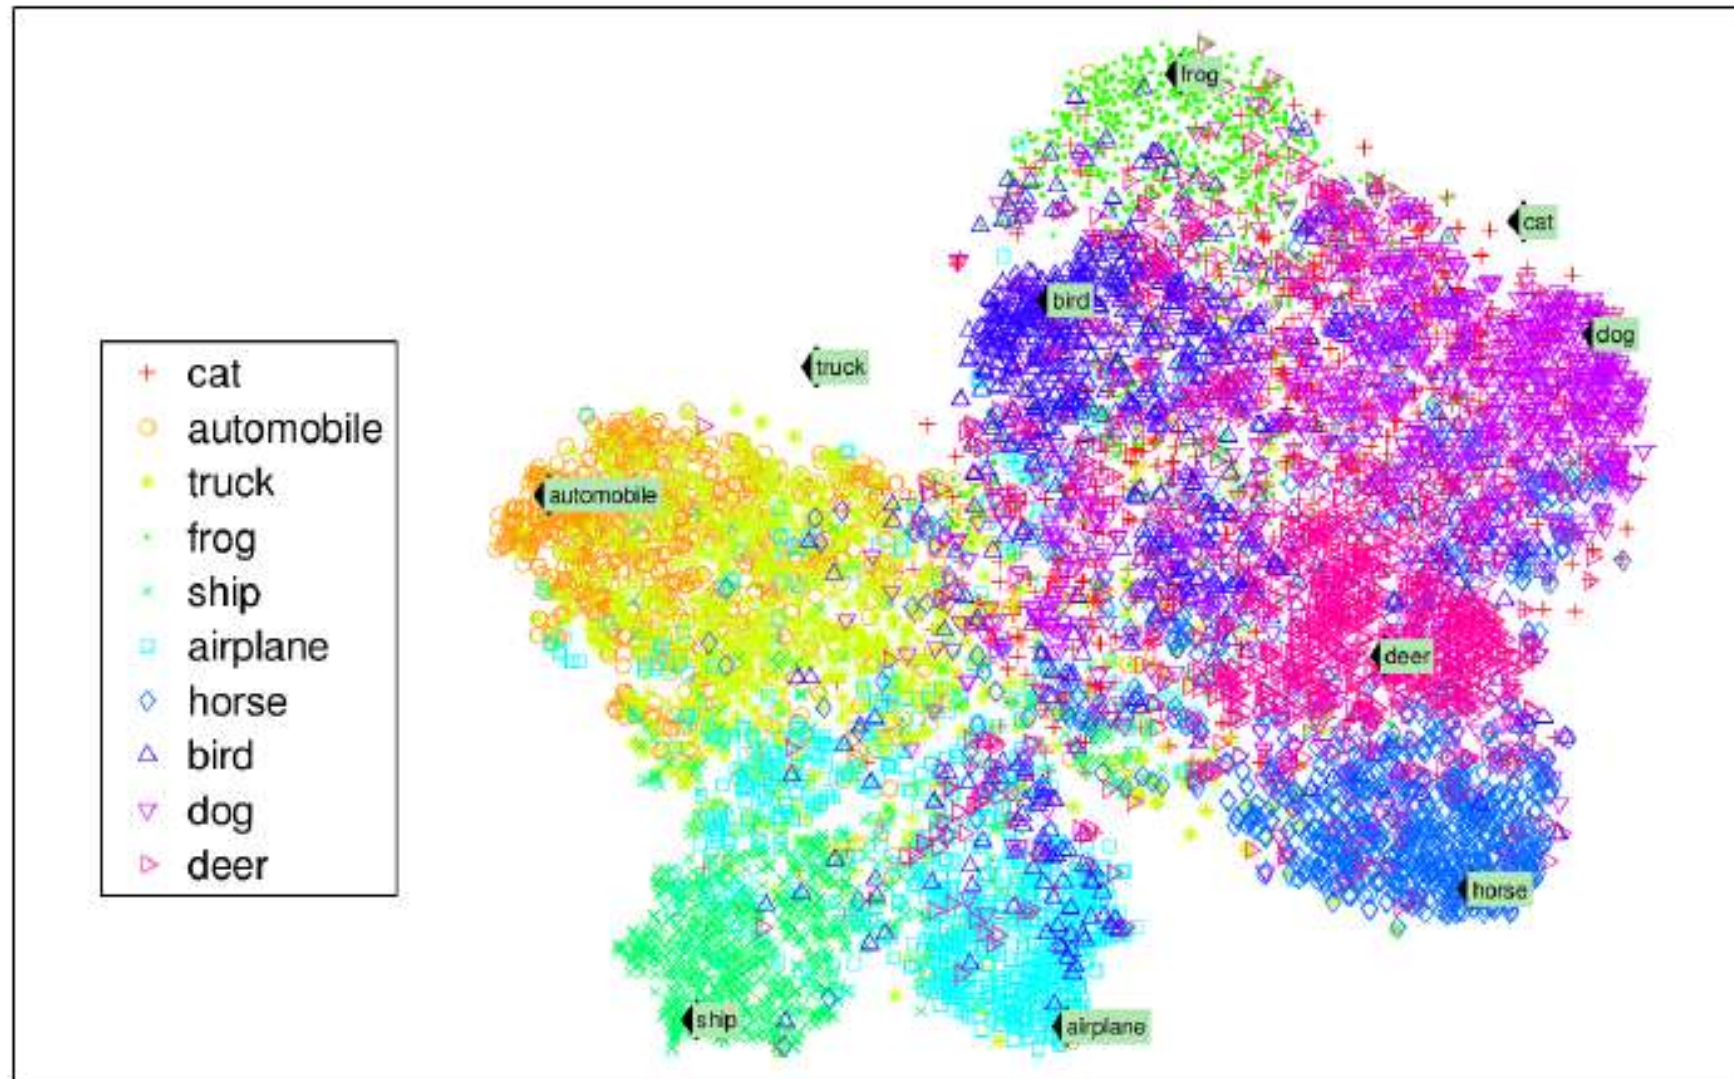 frog
cat
bird
dog
truck
cat
automobile
truck
frog
ship
airplane
horse
bird
dog
deer
automobile
deer
horse
ship
airplane